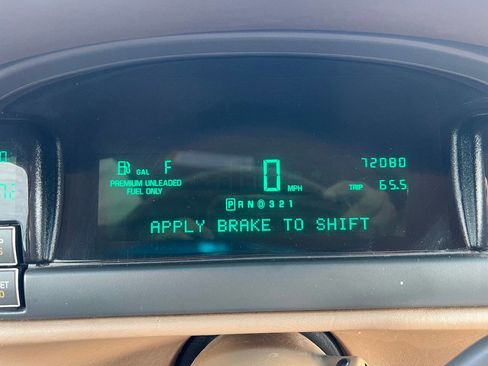 GAL F
72080
PREMIUM UNLEADED
FUEL ONLY
0 MPH
TRIP 65.5
P R N D 3 2 1
APPLY BRAKE TO SHIFT